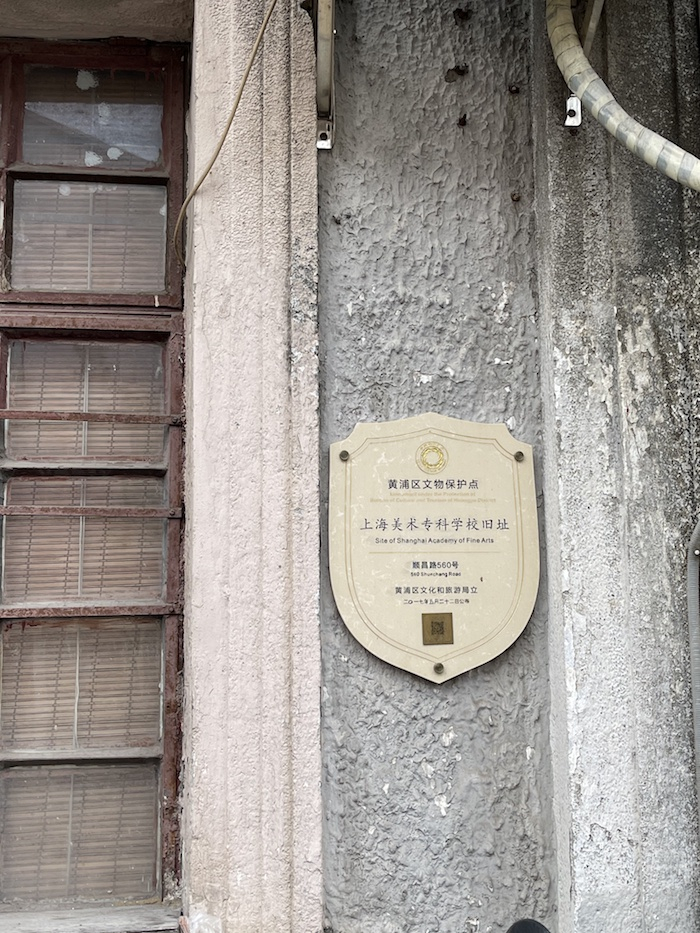 黄浦区文物保护点
上海美术专科学校旧址
Site of Shanghai Academy of Fine Arts
顺昌路560号
560 Shunchang Road
黄浦区文化和旅游局立
二〇一七年五月二十二日公布